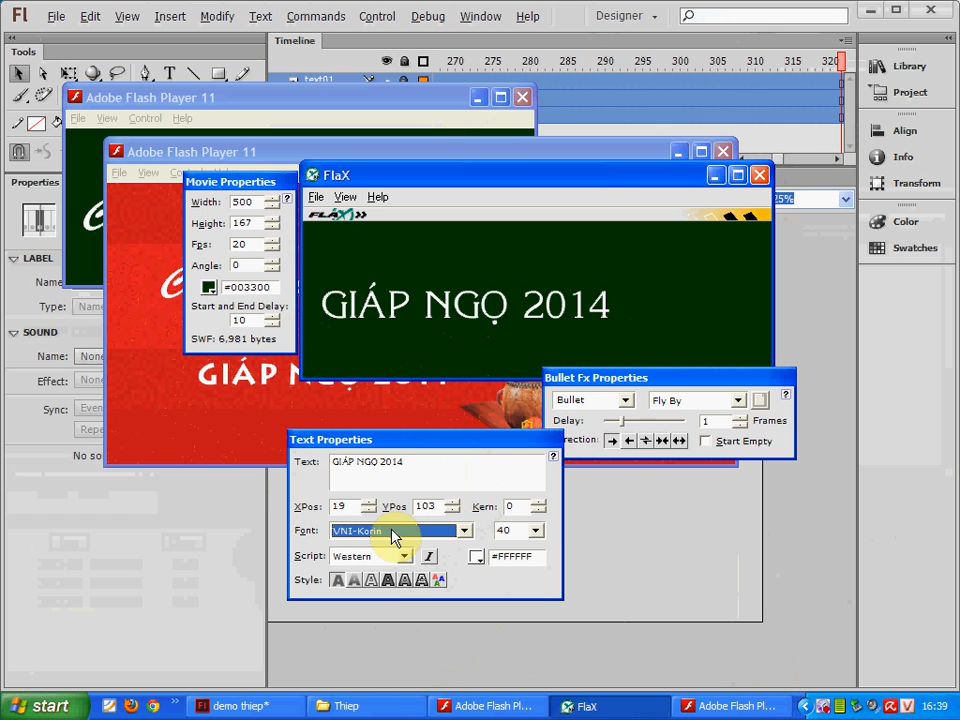 Fl File Edit View Insert Modify Text Commands Control Debug Window Help Designer
Tools
Timeline
270 275 280 285 290 295 300 305 310 315 320
text01
Library
Project
Align
Info
Transform
Color
Swatches
Adobe Flash Player 11
File View Control Help
Adobe Flash Player 11
File View
Properties
LABEL
Name:
Type:
SOUND
Name: None
Effect:
Sync:
No so
Movie Properties
Width: 500
Height: 167
Fps: 20
Angle: 0
#003300
Start and End Delay:
10
SWF: 6,981 bytes
FlaX
File View Help
FLAX
GIÁP NGỌ 2014
GIÁP N
Bullet Fx Properties
Bullet Fly By
Delay: 1 Frames
Start Empty
Text Properties
Text: GIÁP NGỌ 2014
XPos: 19 YPos 103 Kern: 0
Font: VNI-Korin 40
Script: Western I #FFFFFF
Style:
start demo thiep* Thiep Adobe Flash Pl... FlaX Adobe Flash Pl... 16:39